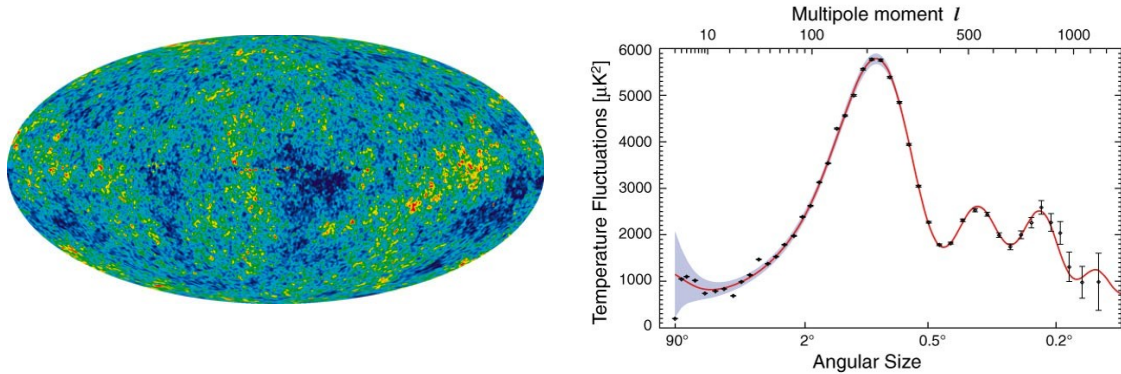 Multipole moment l
10 100 500 1000
6000
5000
4000
3000
2000
1000
0
Temperature Fluctuations [μK²]
90° 2° 0.5° 0.2°
Angular Size